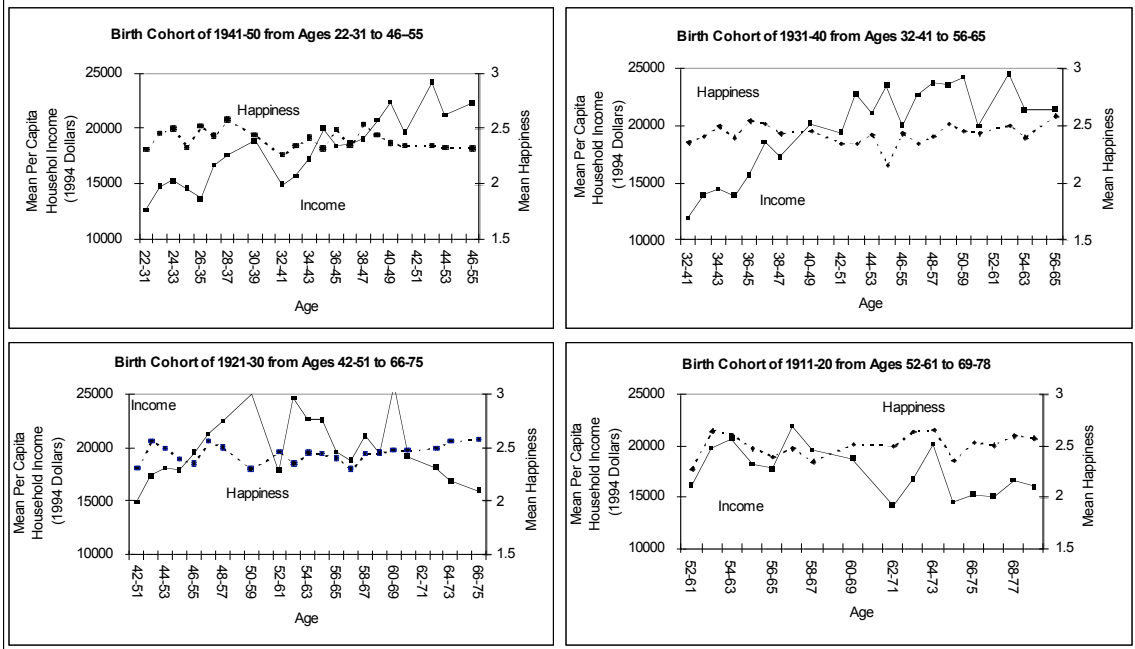 Birth Cohort of 1941-50 from Ages 22-31 to 46–55
25000
20000
15000
10000
3
2.5
2
1.5
Mean Per Capita
Household Income
(1994 Dollars)
Mean Happiness
Happiness
Income
22-31
24-33
26-35
28-37
30-39
32-41
34-43
36-45
38-47
40-49
42-51
44-53
46-55
Age
Birth Cohort of 1931-40 from Ages 32-41 to 56-65
25000
20000
15000
10000
3
2.5
2
1.5
Mean Per Capita
Household Income
(1994 Dollars)
Mean Happiness
Happiness
Income
32-41
34-43
36-45
38-47
40-49
42-51
44-53
46-55
48-57
50-59
52-61
54-63
56-65
Age
Birth Cohort of 1921-30 from Ages 42-51 to 66-75
25000
20000
15000
10000
3
2.5
2
1.5
Mean Per Capita
Household Income
(1994 Dollars)
Mean Happiness
Income
Happiness
42-51
44-53
46-55
48-57
50-59
52-61
54-63
56-65
58-67
60-69
62-71
64-73
66-75
Age
Birth Cohort of 1911-20 from Ages 52-61 to 69-78
25000
20000
15000
10000
3
2.5
2
1.5
Mean Per Capita
Household Income
(1994 Dollars)
Mean Happiness
Happiness
Income
52-61
54-63
56-65
58-67
60-69
62-71
64-73
66-75
68-77
Age